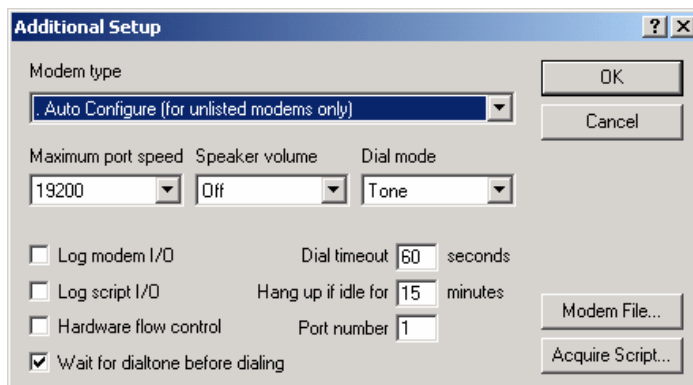 Additional Setup
Modem type
OK
. Auto Configure (for unlisted modems only)
Cancel
Maximum port speed Speaker volume Dial mode
19200 Off Tone
Log modem I/O Dial timeout 60 seconds
Log script I/O Hang up if idle for 15 minutes
Modem File...
Hardware flow control Port number 1
Wait for dialtone before dialing
Acquire Script...